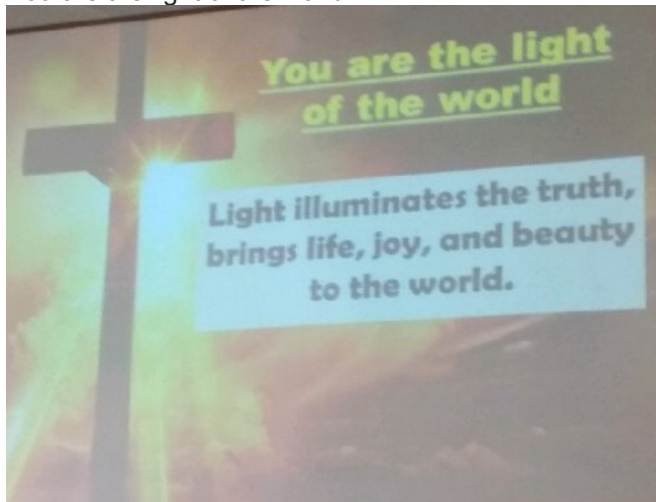 You are the light
of the world
Light illuminates the truth,
brings life, joy, and beauty
to the world.